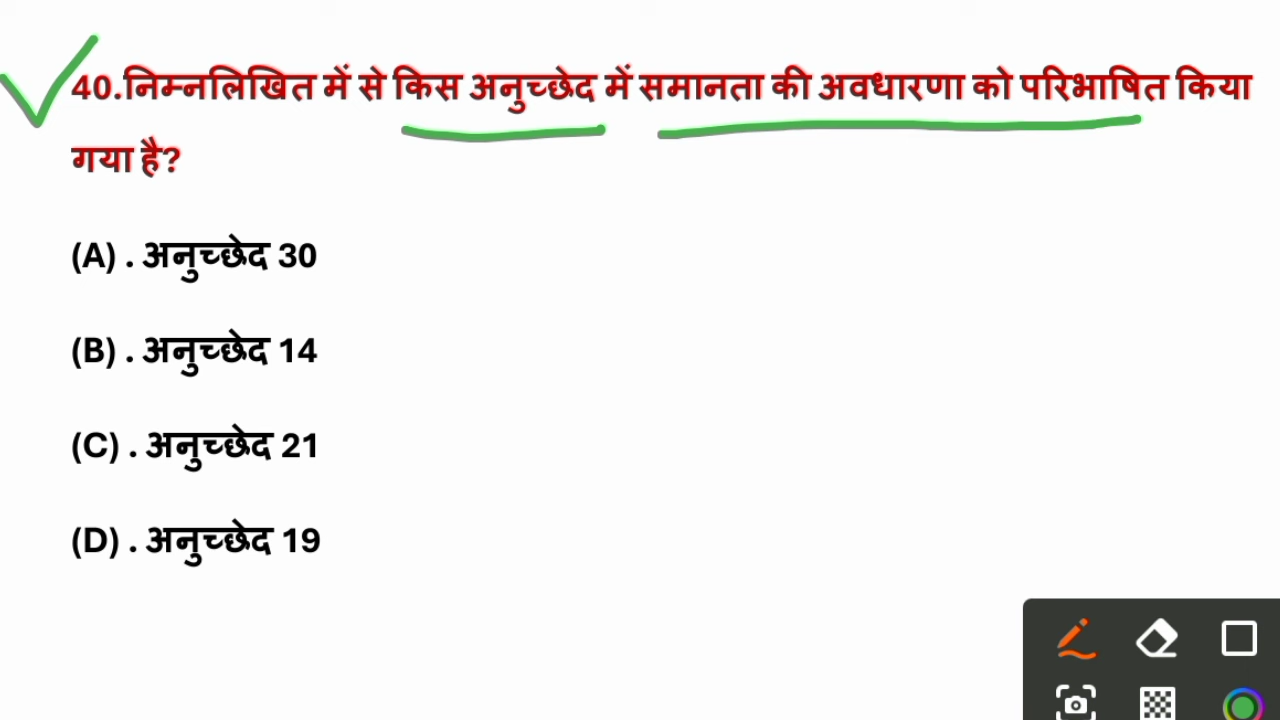 40.निम्नलिखित में से किस अनुच्छेद में समानता की अवधारणा को परिभाषित किया
गया है?
(A) . अनुच्छेद 30
(B) . अनुच्छेद 14
(C) . अनुच्छेद 21
(D) . अनुच्छेद 19